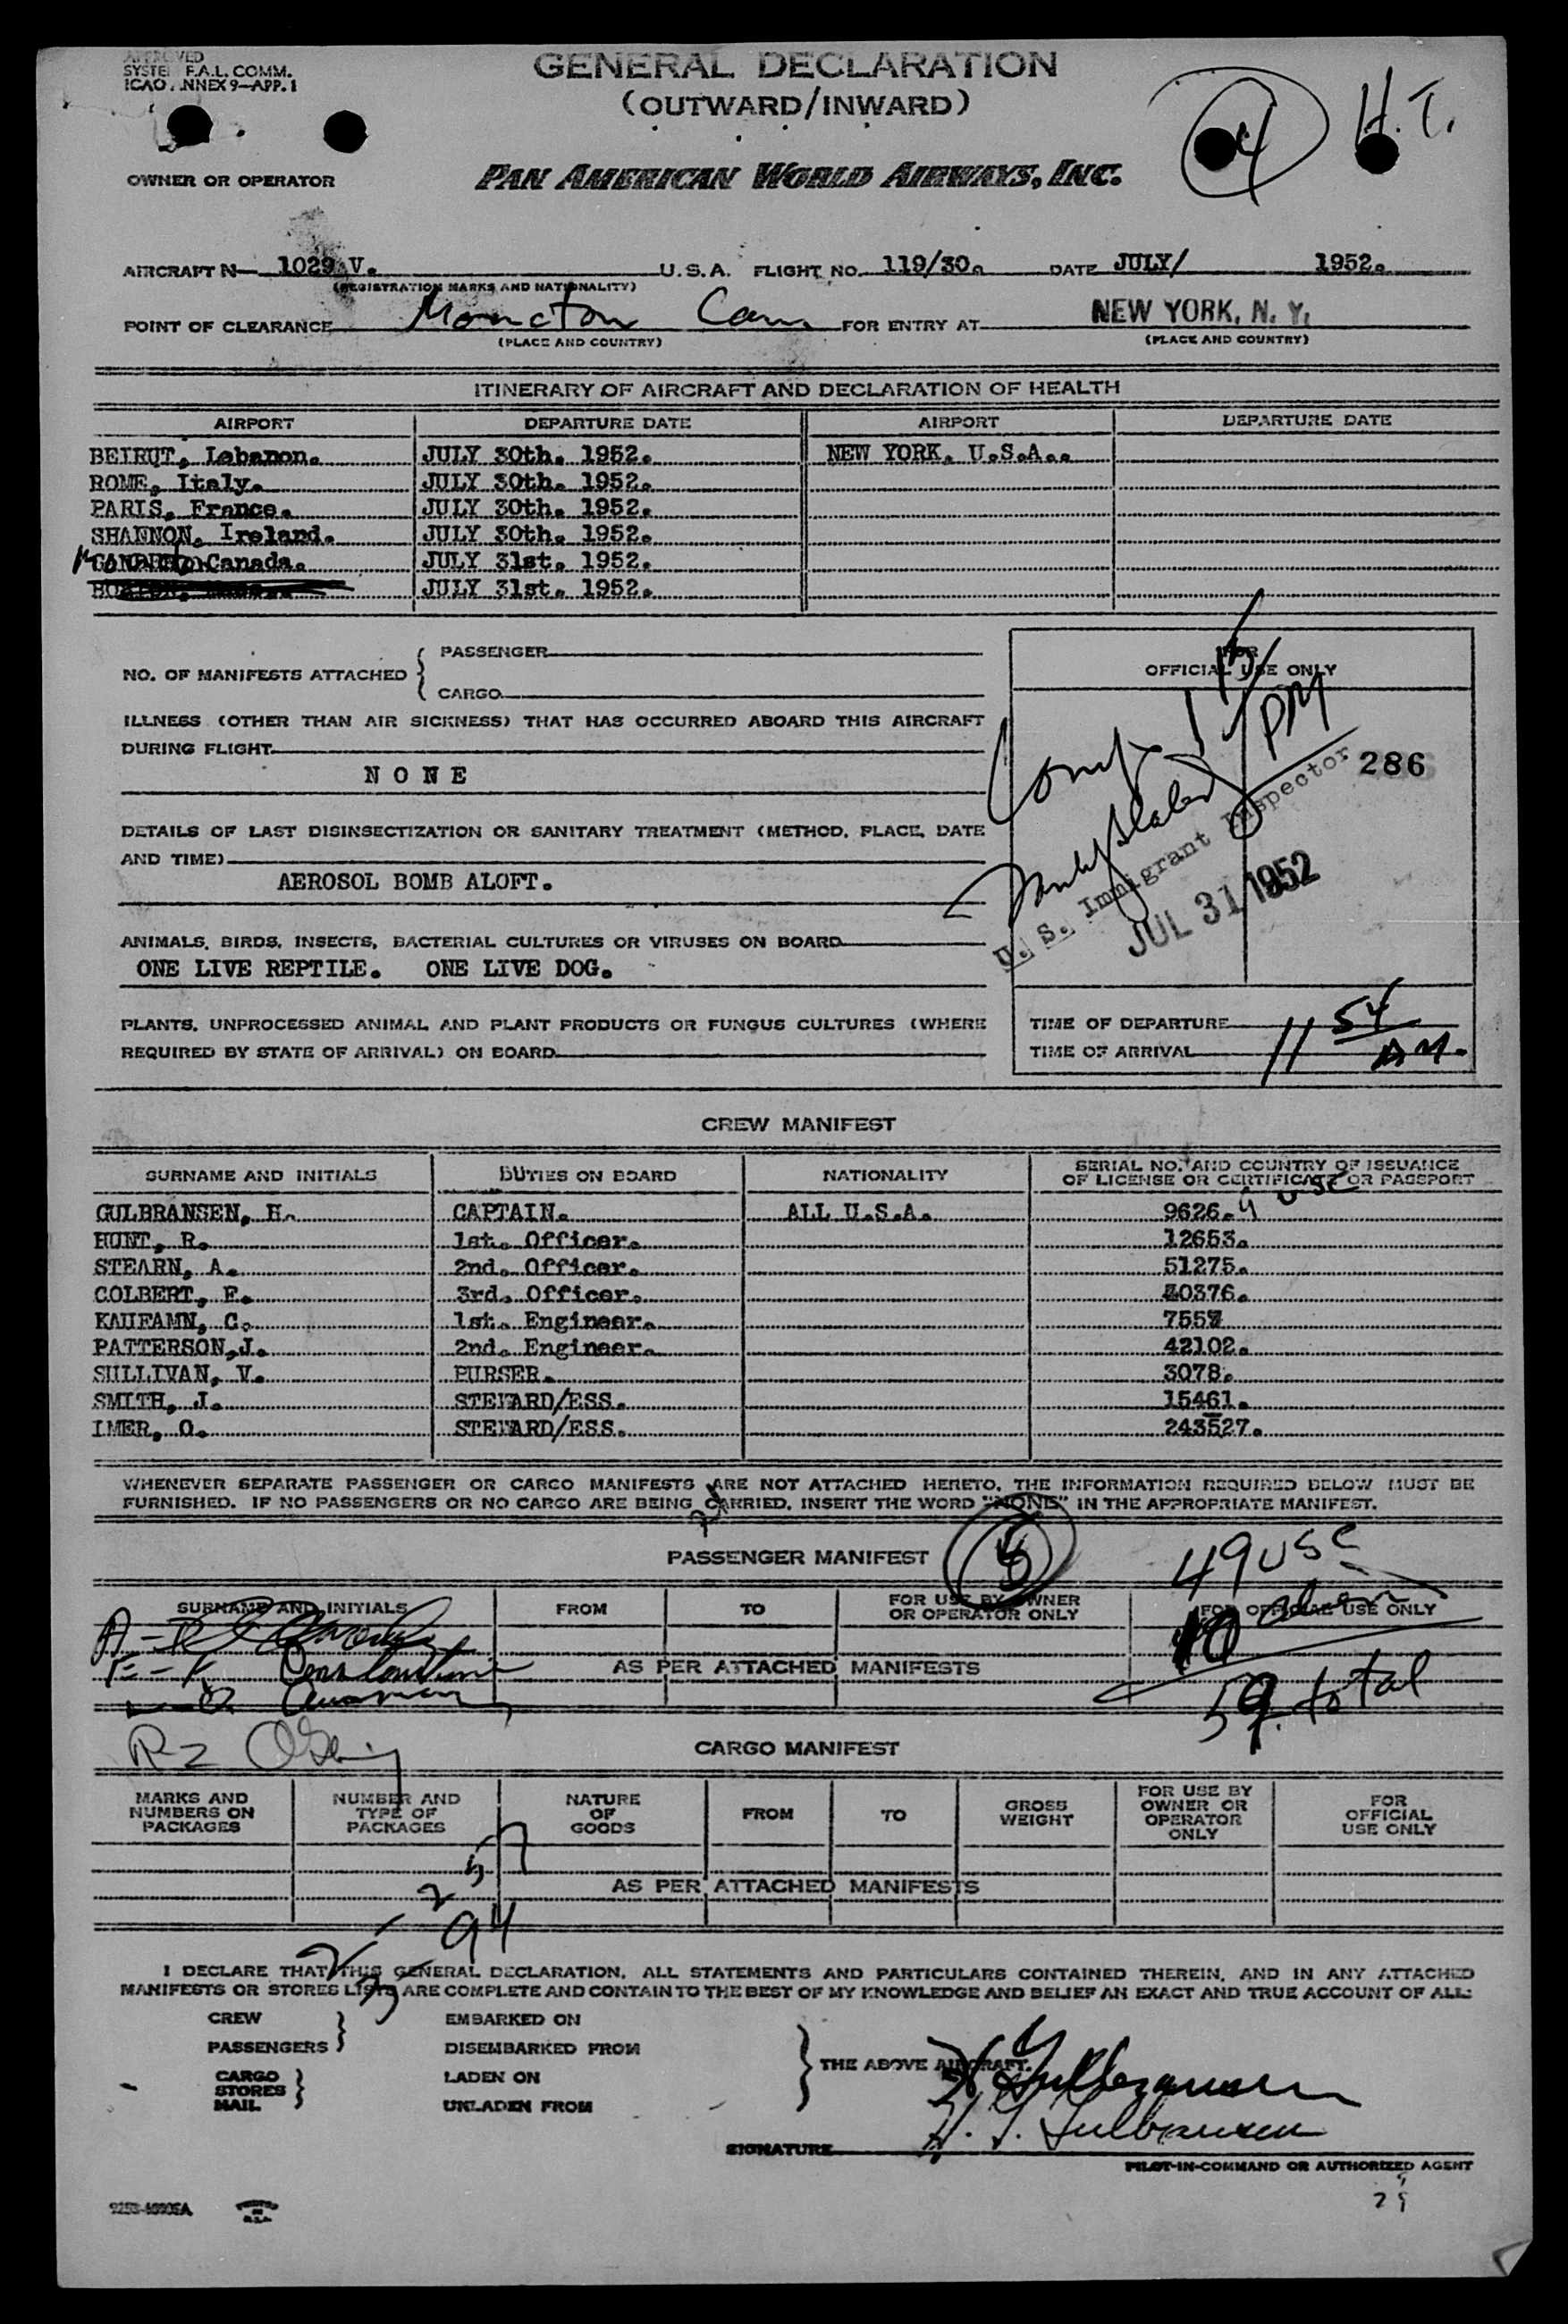 SYSTE F.A.L. COMM.
ICAO ANNEX 9—APP. 1
GENERAL DECLARATION
(OUTWARD/INWARD)
4 H.T.
OWNER OR OPERATOR PAN AMERICAN WORLD AIRWAYS, INC.
AIRCRAFT N— 1029 V. U.S.A. FLIGHT NO. 119/30. DATE JULY/ 1952.
(REGISTRATION MARKS AND NATIONALITY)
POINT OF CLEARANCE Moncton Can. FOR ENTRY AT NEW YORK, N. Y.
(PLACE AND COUNTRY) (PLACE AND COUNTRY)
ITINERARY OF AIRCRAFT AND DECLARATION OF HEALTH
AIRPORT DEPARTURE DATE AIRPORT DEPARTURE DATE
BEIRUT, Lebanon. JULY 30th. 1952. NEW YORK. U.S.A..
ROME, Italy. JULY 30th. 1952.
PARIS, France. JULY 30th. 1952.
SHANNON, Ireland. JULY 30th. 1952.
Moncton Canada. JULY 31st. 1952.
JULY 31st. 1952.
NO. OF MANIFESTS ATTACHED { PASSENGER
CARGO
FOR
OFFICIAL USE ONLY
ILLNESS (OTHER THAN AIR SICKNESS) THAT HAS OCCURRED ABOARD THIS AIRCRAFT
DURING FLIGHT
NONE
Comp. 1 15 PM
286
U. S. Immigrant Inspector
JUL 31 1952
DETAILS OF LAST DISINSECTIZATION OR SANITARY TREATMENT (METHOD, PLACE, DATE
AND TIME)
AEROSOL BOMB ALOFT.
ANIMALS, BIRDS, INSECTS, BACTERIAL CULTURES OR VIRUSES ON BOARD
ONE LIVE REPTILE. ONE LIVE DOG.
PLANTS, UNPROCESSED ANIMAL AND PLANT PRODUCTS OR FUNGUS CULTURES (WHERE
REQUIRED BY STATE OF ARRIVAL) ON BOARD
TIME OF DEPARTURE
TIME OF ARRIVAL 11 54 AM.
CREW MANIFEST
SURNAME AND INITIALS DUTIES ON BOARD NATIONALITY SERIAL NO. AND COUNTRY OF ISSUANCE
OF LICENSE OR CERTIFICATE OR PASSPORT
9 USC
GULBRANSEN, H. CAPTAIN. ALL U.S.A. 9626.
HUNT, R. 1st. Officer. 12653.
STEARN, A. 2nd. Officer. 51275.
COLBERT, E. 3rd. Officer. 40376.
KAUFAMN, C. 1st. Engineer. 7557
PATTERSON,J. 2nd. Engineer. 42102.
SULLIVAN, V. PURSER. 3078.
SMITH, J. STEWARD/ESS. 15461.
IMER, O. STEWARD/ESS. 243527.
WHENEVER SEPARATE PASSENGER OR CARGO MANIFESTS ARE NOT ATTACHED HERETO, THE INFORMATION REQUIRED BELOW MUST BE
FURNISHED. IF NO PASSENGERS OR NO CARGO ARE BEING CARRIED, INSERT THE WORD "NONE" IN THE APPROPRIATE MANIFEST.
PASSENGER MANIFEST
49 USC
10 alien
59 total
SURNAME AND INITIALS FROM TO FOR USE BY OWNER
OR OPERATOR ONLY FOR OFFICIAL USE ONLY
AS PER ATTACHED MANIFESTS
CARGO MANIFEST
MARKS AND
NUMBERS ON
PACKAGES NUMBER AND
TYPE OF
PACKAGES NATURE
OF
GOODS FROM TO GROSS
WEIGHT FOR USE BY
OWNER OR
OPERATOR
ONLY FOR
OFFICIAL
USE ONLY
AS PER ATTACHED MANIFESTS
I DECLARE THAT THIS GENERAL DECLARATION, ALL STATEMENTS AND PARTICULARS CONTAINED THEREIN, AND IN ANY ATTACHED
MANIFESTS OR STORES LISTS ARE COMPLETE AND CONTAIN TO THE BEST OF MY KNOWLEDGE AND BELIEF AN EXACT AND TRUE ACCOUNT OF ALL:
CREW } EMBARKED ON
PASSENGERS } DISEMBARKED FROM } THE ABOVE AIRCRAFT.
CARGO } LADEN ON
STORES
MAIL } UNLADEN FROM
H Gulbransen
H. G. Gulbransen
SIGNATURE
PILOT-IN-COMMAND OR AUTHORIZED AGENT